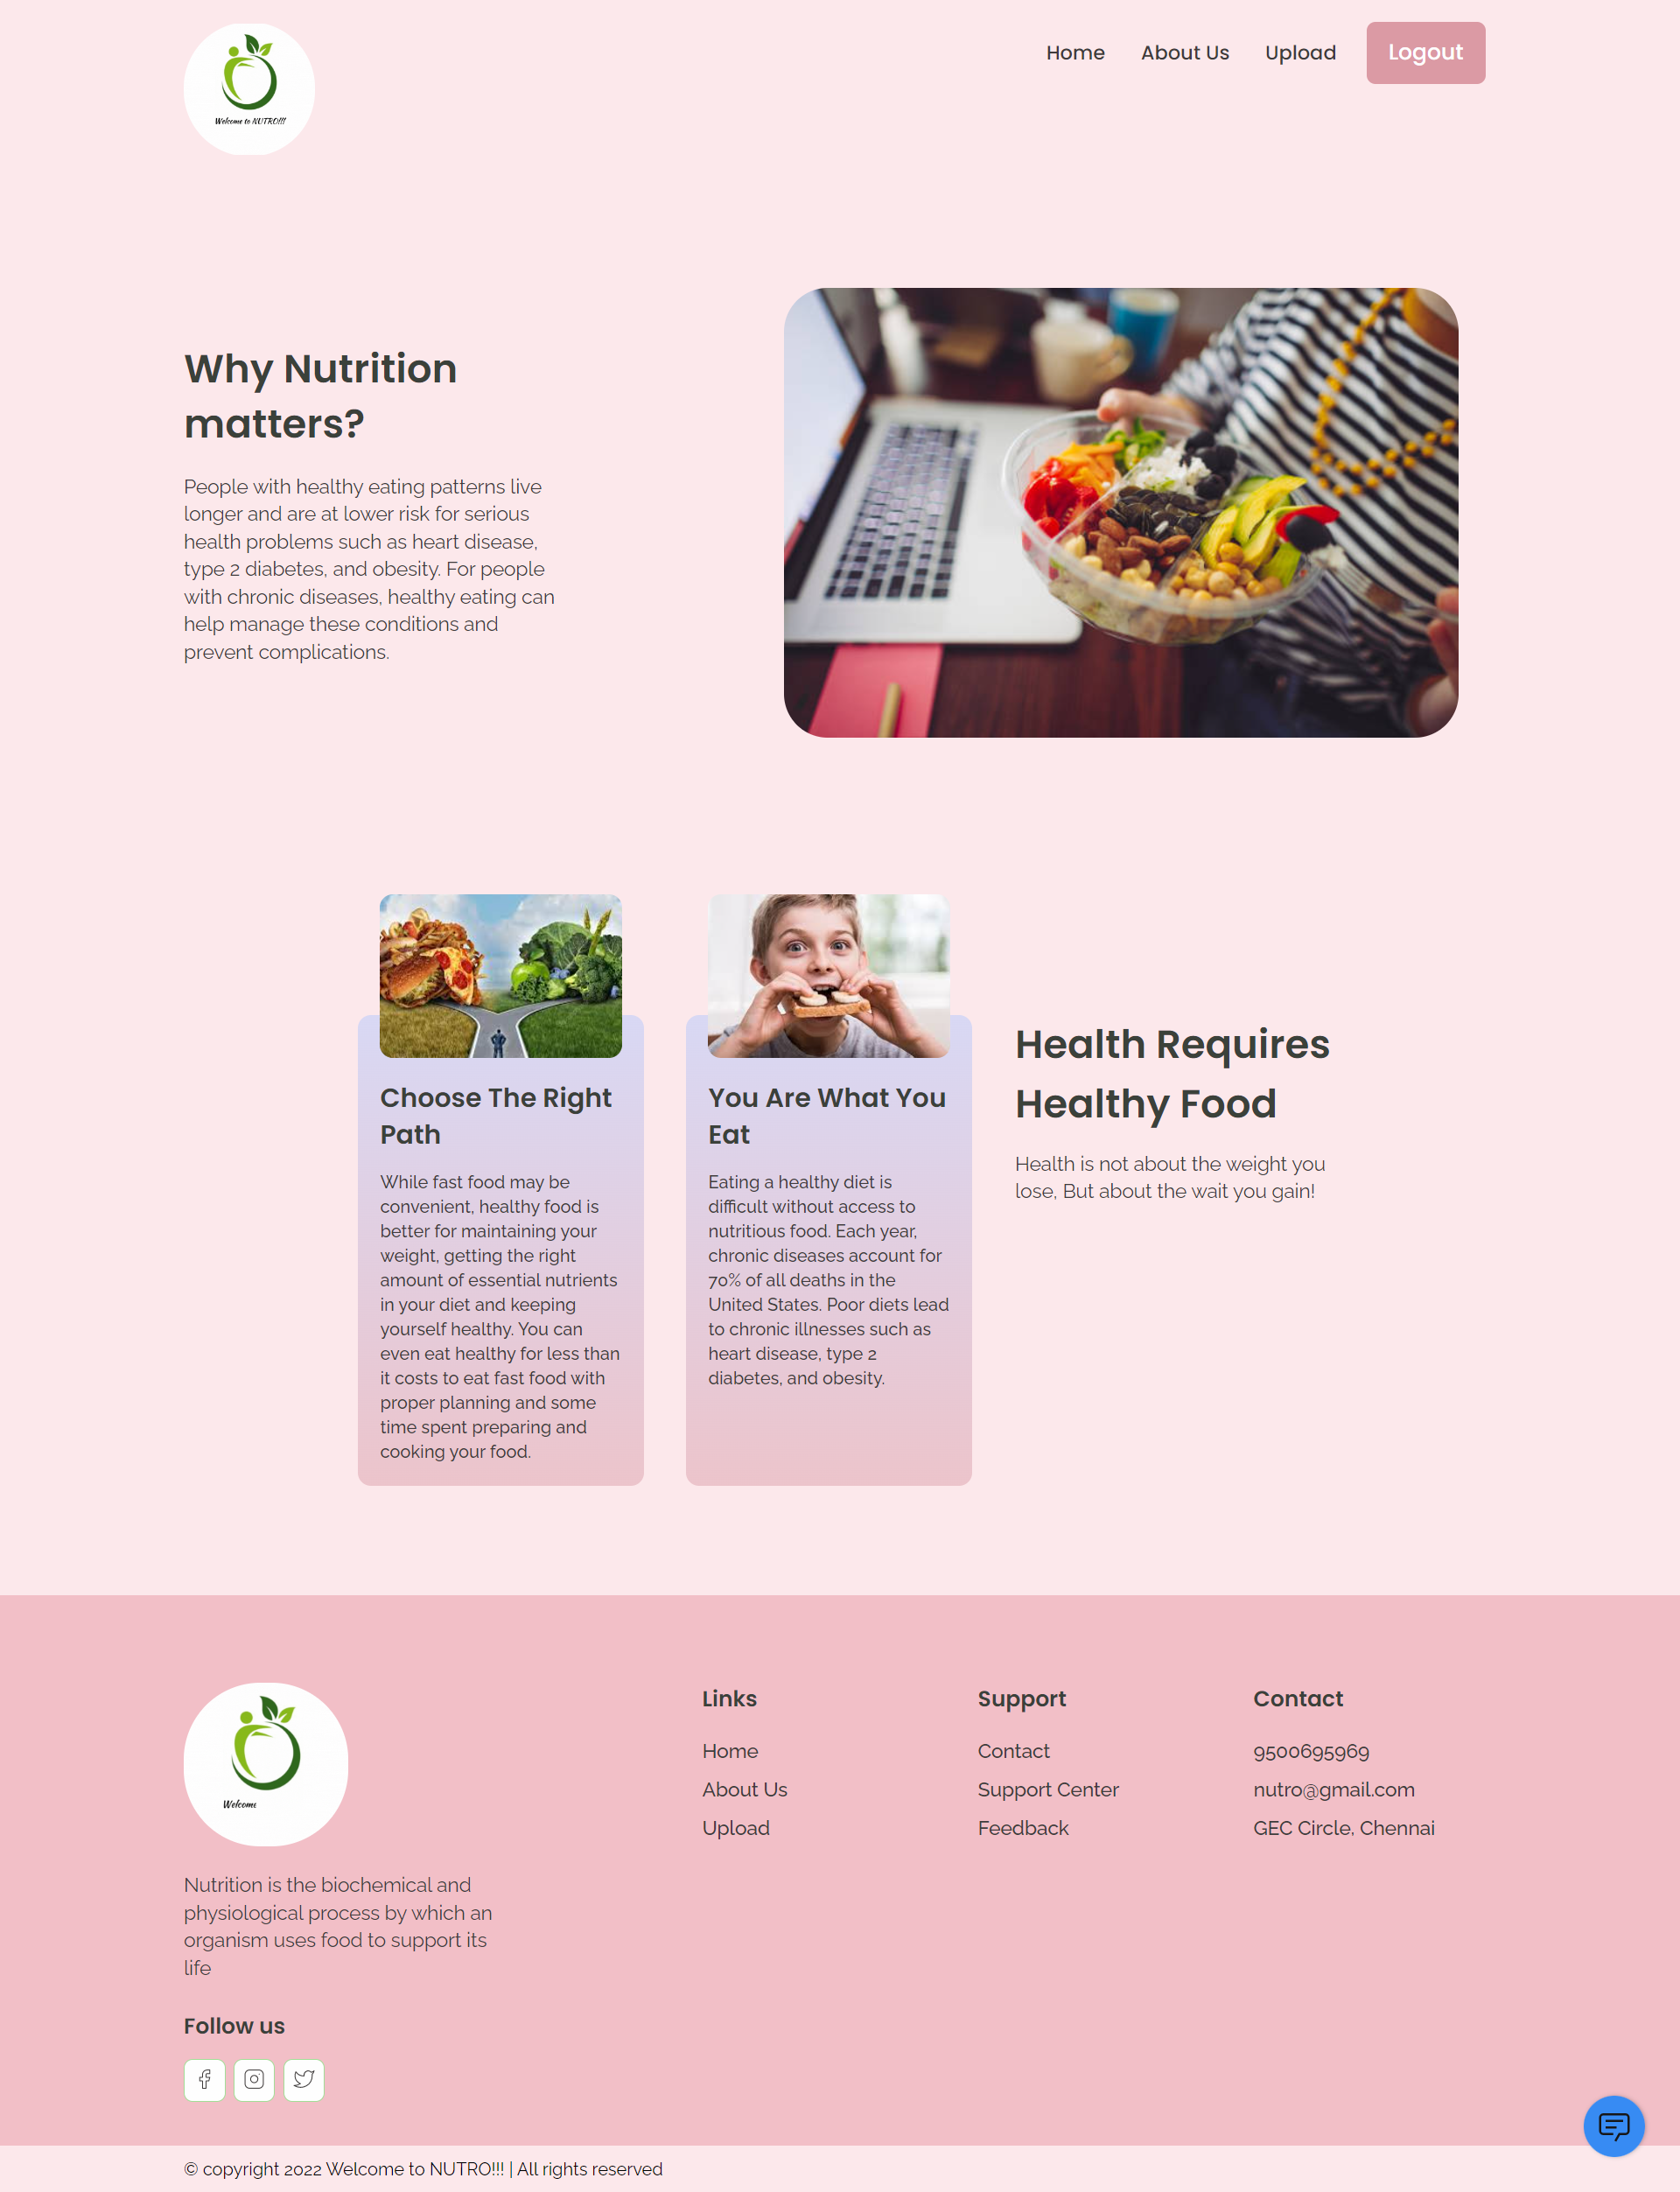 Welcome to NUTRO!!!
Home
About Us
Upload
Logout
Why Nutrition
matters?
People with healthy eating patterns live
longer and are at lower risk for serious
health problems such as heart disease,
type 2 diabetes, and obesity. For people
with chronic diseases, healthy eating can
help manage these conditions and
prevent complications.
Choose The Right
Path
While fast food may be
convenient, healthy food is
better for maintaining your
weight, getting the right
amount of essential nutrients
in your diet and keeping
yourself healthy. You can
even eat healthy for less than
it costs to eat fast food with
proper planning and some
time spent preparing and
cooking your food.
You Are What You
Eat
Eating a healthy diet is
difficult without access to
nutritious food. Each year,
chronic diseases account for
70% of all deaths in the
United States. Poor diets lead
to chronic illnesses such as
heart disease, type 2
diabetes, and obesity.
Health Requires
Healthy Food
Health is not about the weight you
lose, But about the wait you gain!
Welcome
Nutrition is the biochemical and
physiological process by which an
organism uses food to support its
life
Follow us
Links
Home
About Us
Upload
Support
Contact
Support Center
Feedback
Contact
9500695969
nutro@gmail.com
GEC Circle, Chennai
© copyright 2022 Welcome to NUTRO!!! | All rights reserved